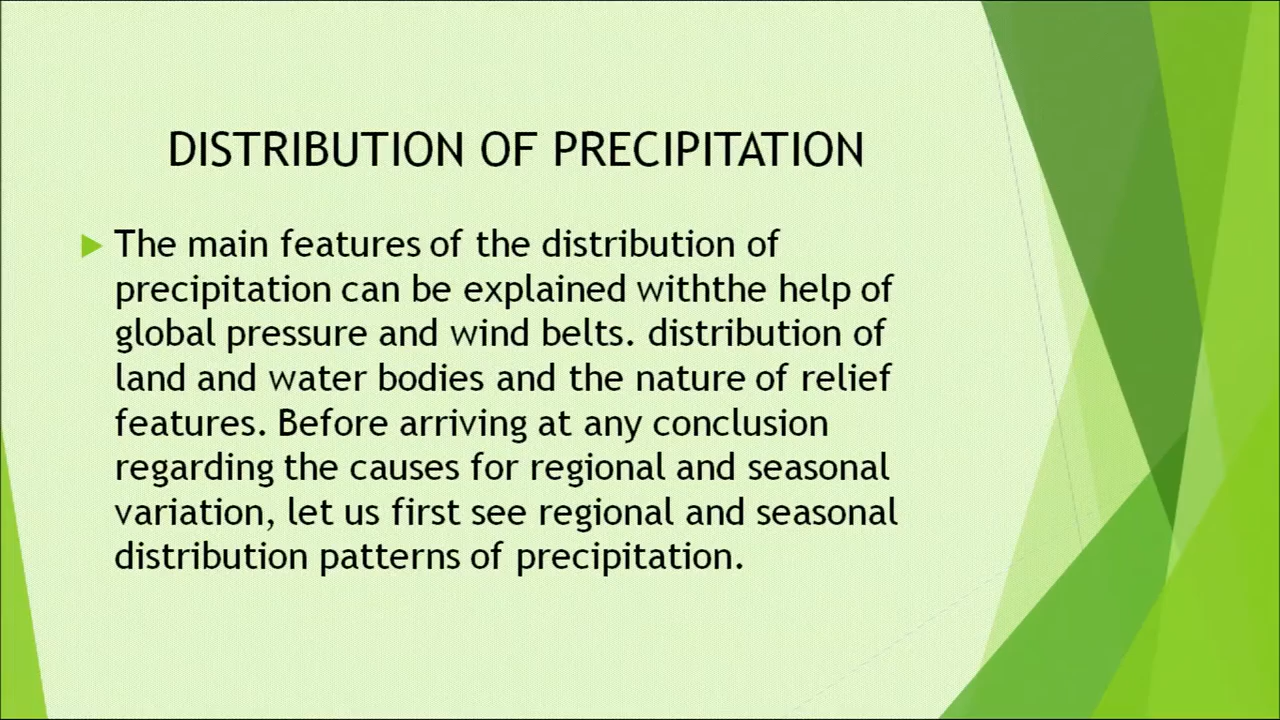 DISTRIBUTION OF PRECIPITATION
The main features of the distribution of
precipitation can be explained withthe help of
global pressure and wind belts. distribution of
land and water bodies and the nature of relief
features. Before arriving at any conclusion
regarding the causes for regional and seasonal
variation, let us first see regional and seasonal
distribution patterns of precipitation.